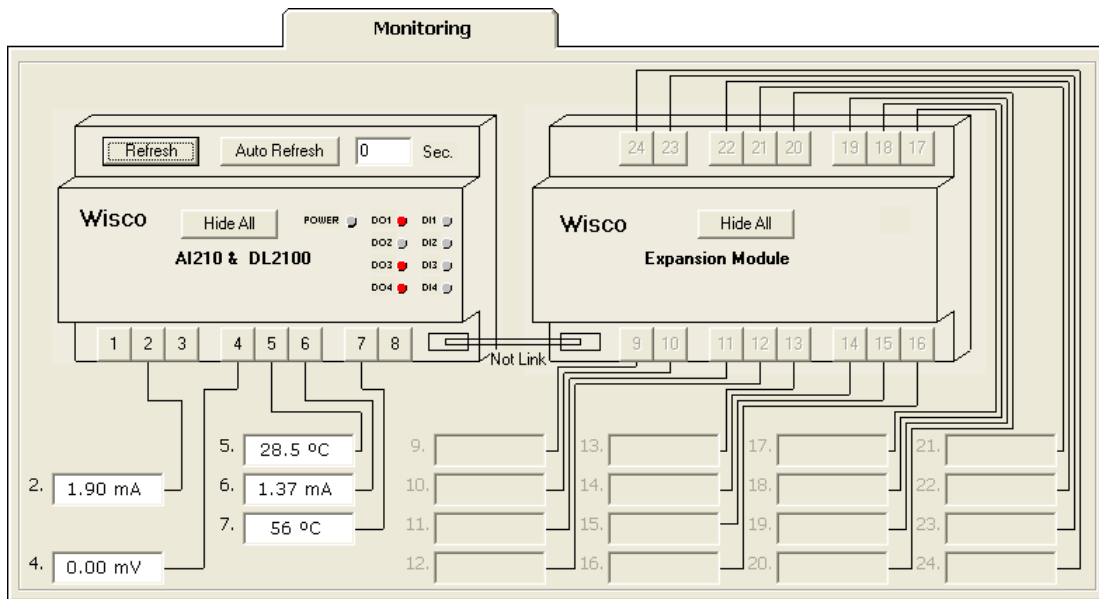 Monitoring
Refresh Auto Refresh 0 Sec.
24 23 22 21 20 19 18 17
Wisco Hide All POWER DO1 DI1
DO2 DI2
AI210 & DL2100 DO3 DI3
DO4 DI4
Wisco Hide All
Expansion Module
1 2 3 4 5 6 7 8
Not Link
9 10 11 12 13 14 15 16
5. 28.5 ºC 9. 13. 17. 21.
2. 1.90 mA 6. 1.37 mA 10. 14. 18. 22.
7. 56 ºC 11. 15. 19. 23.
4. 0.00 mV 12. 16. 20. 24.